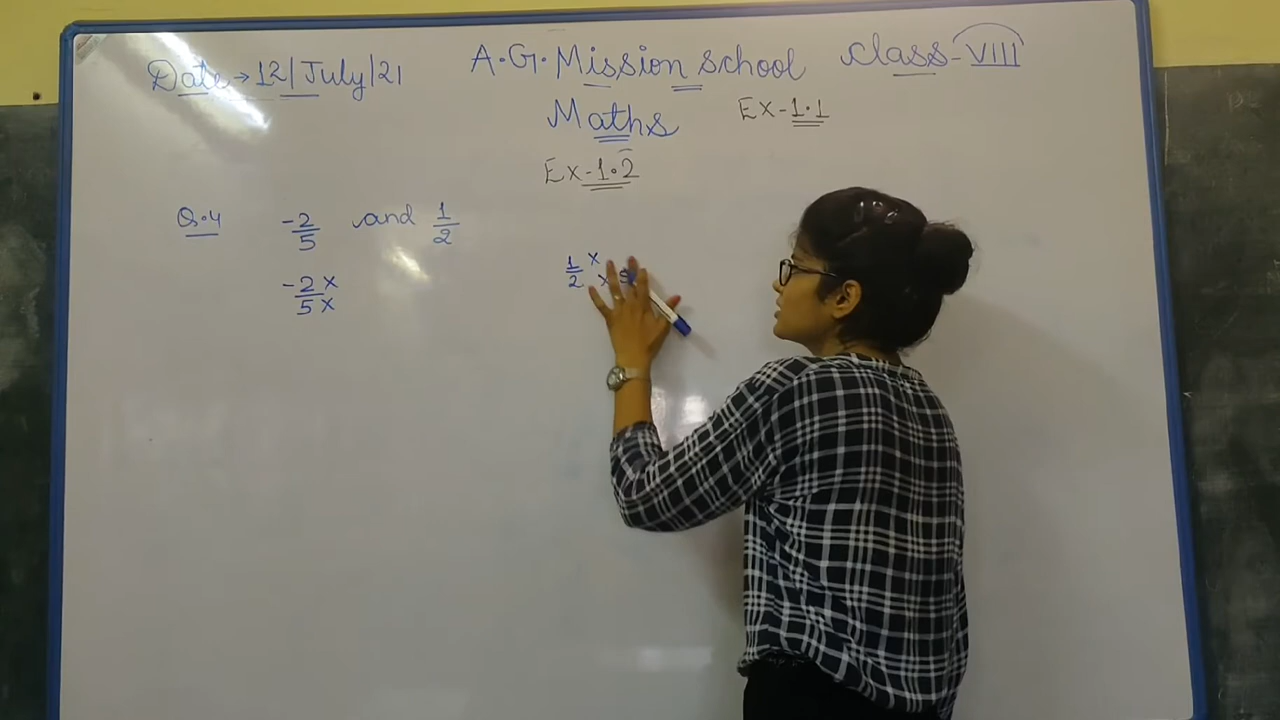 Date → 12|July|21 A.G.Mission school class-VIII
Maths Ex-1.1
Ex-1.2
Q.4 -2/5 and 1/2
1/2 × ×
-2×/5×